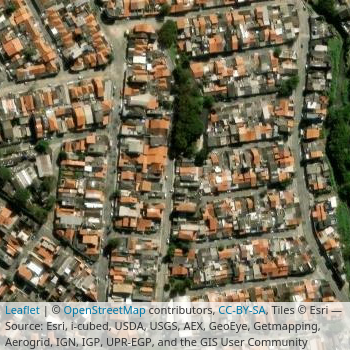 Leaflet | © OpenStreetMap contributors, CC-BY-SA, Tiles © Esri —
Source: Esri, i-cubed, USDA, USGS, AEX, GeoEye, Getmapping,
Aerogrid, IGN, IGP, UPR-EGP, and the GIS User Community